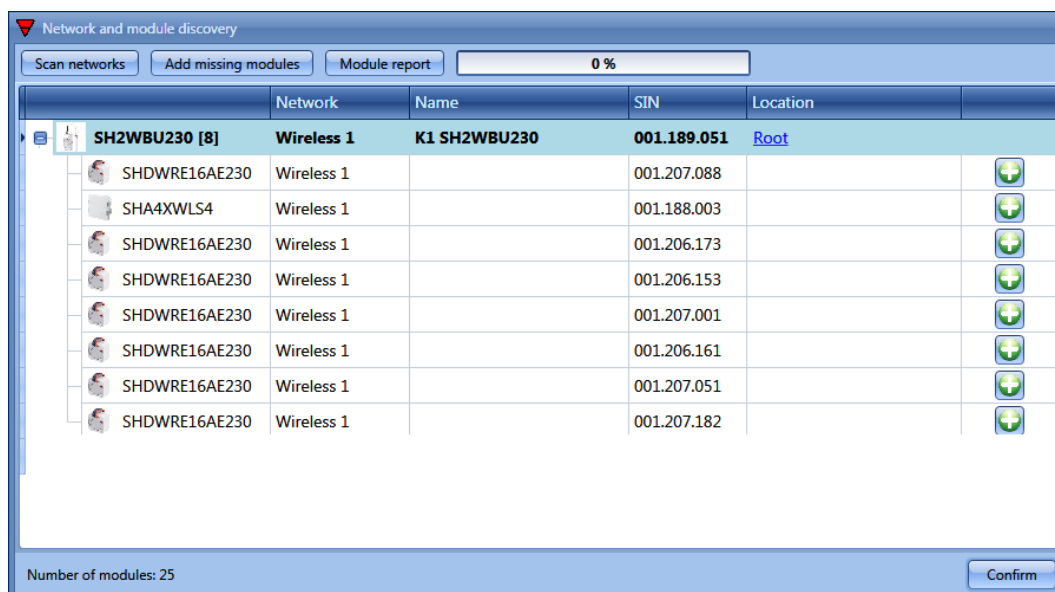 Network and module discovery
Scan networks Add missing modules Module report 0 %
Network Name SIN Location
SH2WBU230 [8] Wireless 1 K1 SH2WBU230 001.189.051 Root
SHDWRE16AE230 Wireless 1 001.207.088
SHA4XWLS4 Wireless 1 001.188.003
SHDWRE16AE230 Wireless 1 001.206.173
SHDWRE16AE230 Wireless 1 001.206.153
SHDWRE16AE230 Wireless 1 001.207.001
SHDWRE16AE230 Wireless 1 001.206.161
SHDWRE16AE230 Wireless 1 001.207.051
SHDWRE16AE230 Wireless 1 001.207.182
Number of modules: 25 Confirm